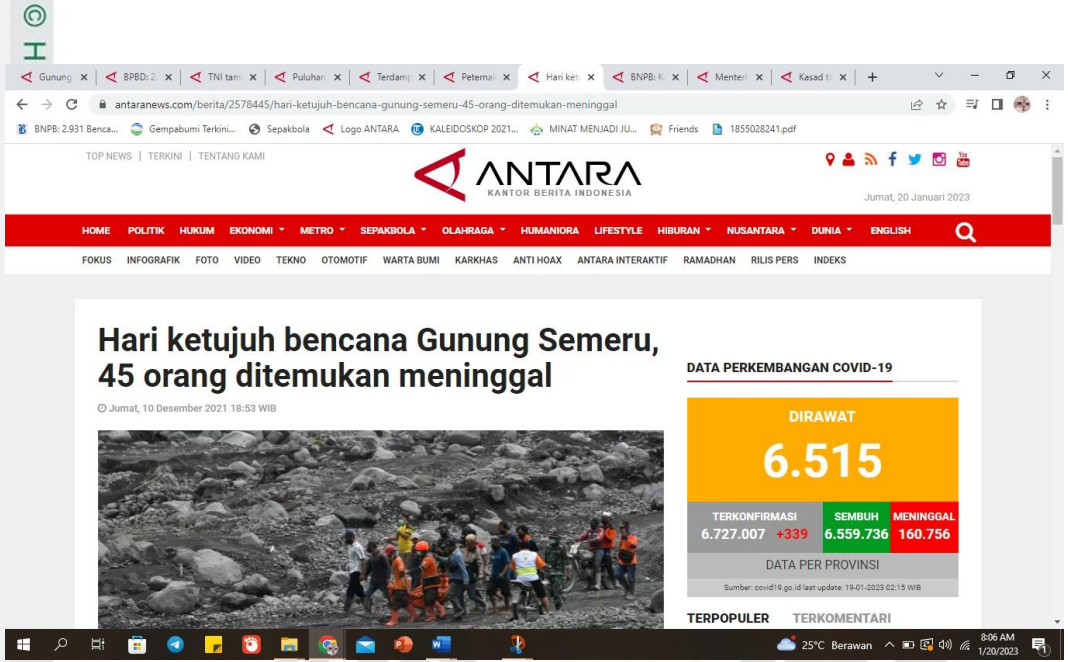 © H
Gunung
BPBD: 2
TNI tam
Puluhan
Terdamp
Peternak
Hari ket
BNPB: K
Menteri
Kasad ti
antaranews.com/berita/2578445/hari-ketujuh-bencana-gunung-semeru-45-orang-ditemukan-meninggal
BNPB: 2.931 Benca... Gempabumi Terkini... Sepakbola Logo ANTARA KALEIDOSKOP 2021... MINAT MENJADI JU... Friends 1855028241.pdf
TOP NEWS | TERKINI | TENTANG KAMI
ANTARA
KANTOR BERITA INDONESIA
You Tube
Jumat, 20 Januari 2023
HOME POLITIK HUKUM EKONOMI METRO SEPAKBOLA OLAHRAGA HUMANIORA LIFESTYLE HIBURAN NUSANTARA DUNIA ENGLISH
FOKUS INFOGRAFIK FOTO VIDEO TEKNO OTOMOTIF WARTA BUMI KARKHAS ANTI HOAX ANTARA INTERAKTIF RAMADHAN RILIS PERS INDEKS
Hari ketujuh bencana Gunung Semeru,
45 orang ditemukan meninggal
Jumat, 10 Desember 2021 18:53 WIB
DATA PERKEMBANGAN COVID-19
DIRAWAT
6.515
TERKONFIRMASI
6.727.007 +339
SEMBUH
6.559.736
MENINGGAL
160.756
DATA PER PROVINSI
Sumber: covid19.go.id last update: 19-01-2023 02:15 WIB
TERPOPULER TERKOMENTARI
25°C Berawan
8:06 AM
1/20/2023